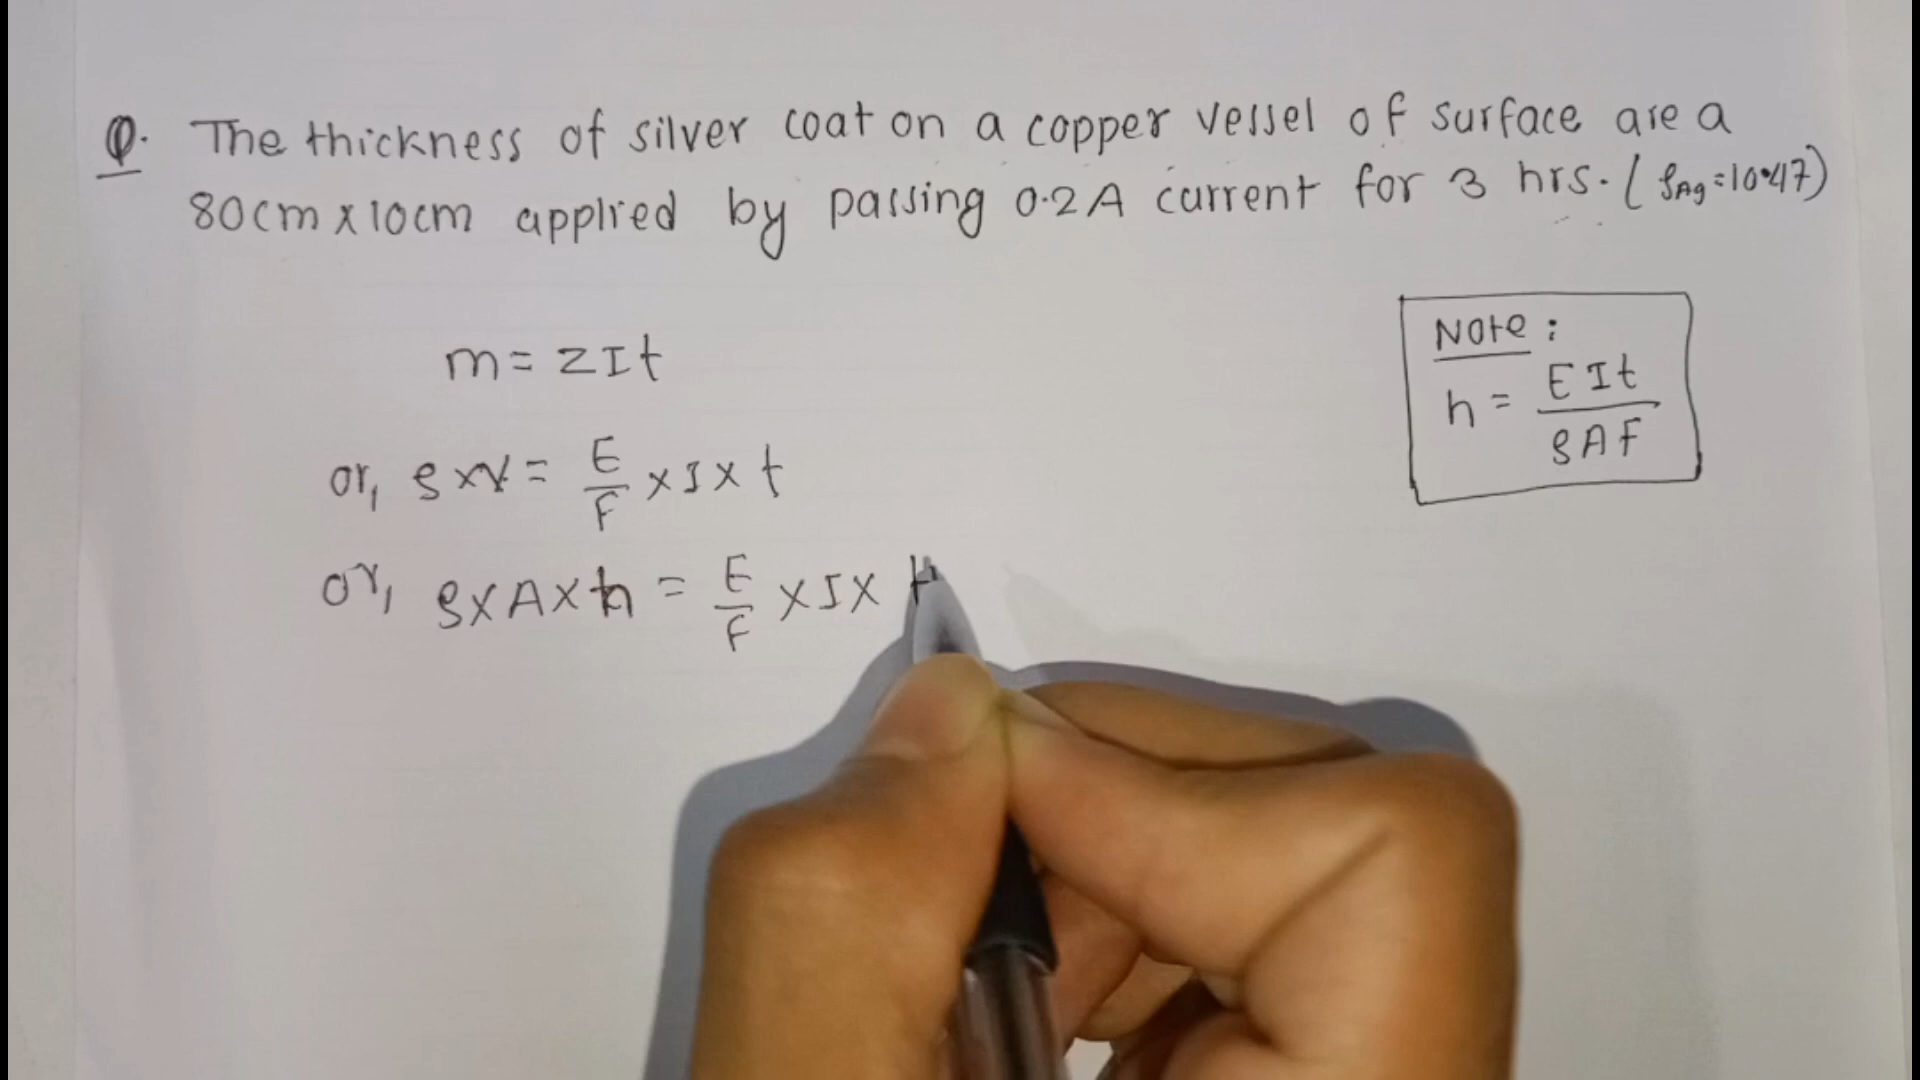 Q. The thickness of silver coat on a copper vessel of surface are a
80cm x 10cm applied by passing 0.2A current for 3 hrs. (ρAg = 10.47)
Note :
h = EIt / ρAF
m = ZIt
or, ρ x V = E/F x I x t
or, ρ x A x h = E/F x I x